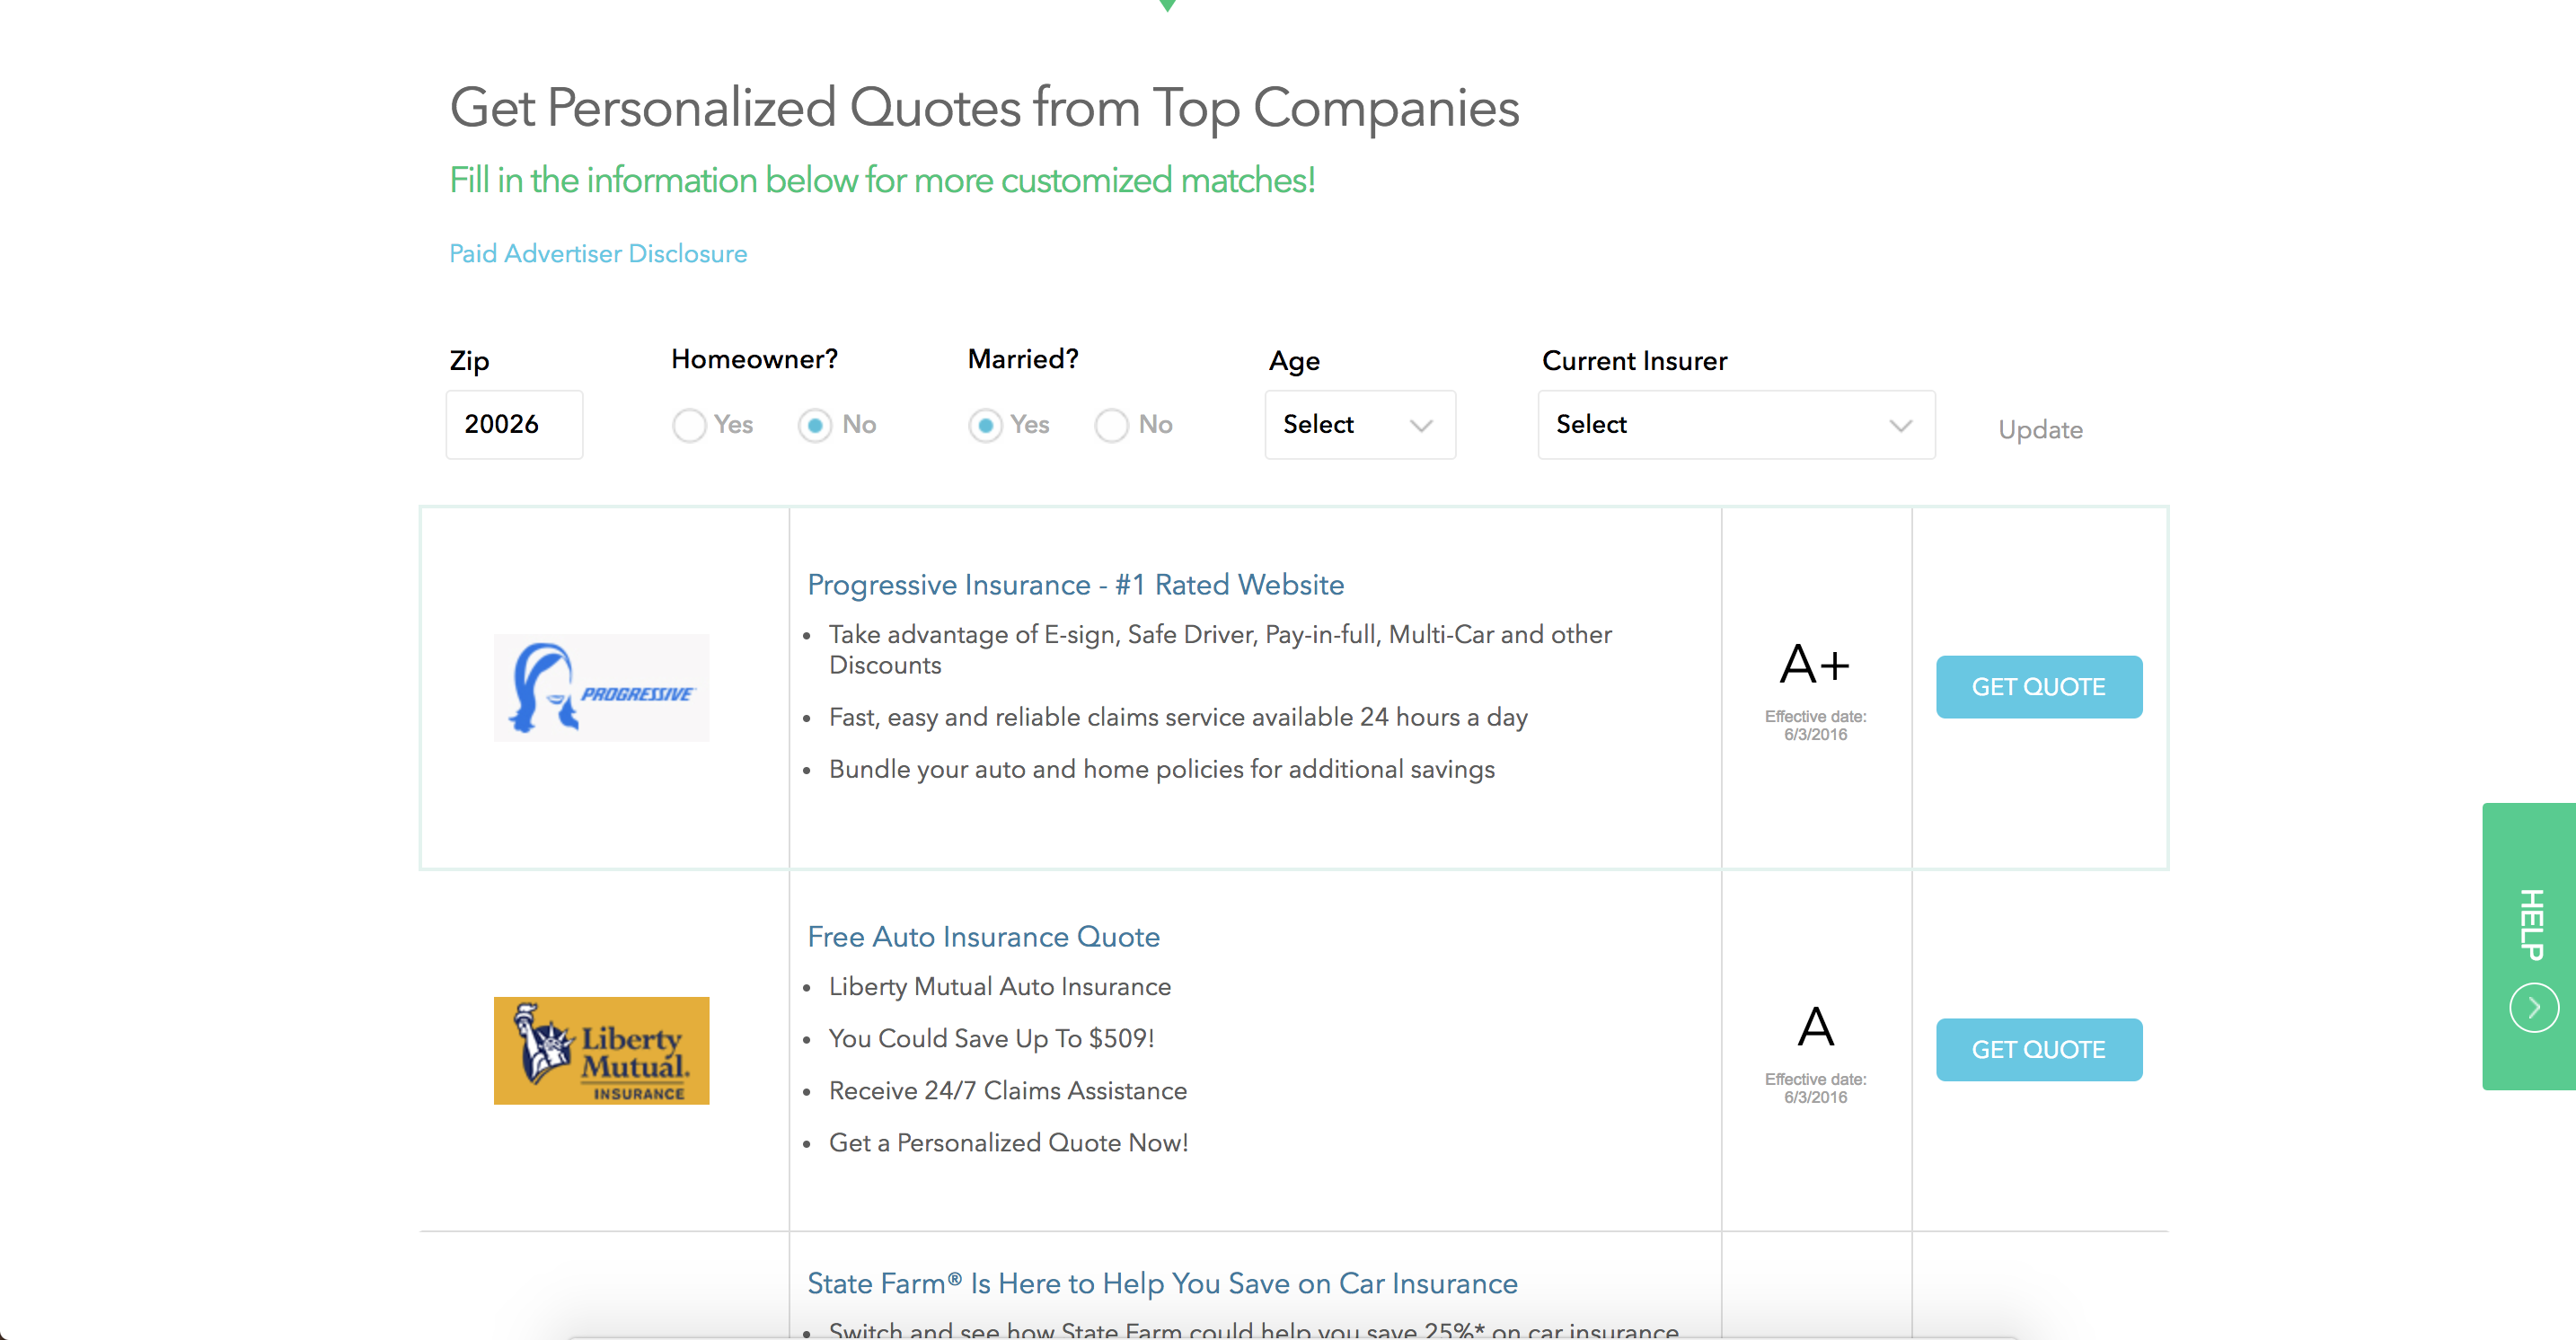 Get Personalized Quotes from Top Companies
Fill in the information below for more customized matches!
Paid Advertiser Disclosure
Zip
Homeowner?
Married?
Age
Current Insurer
20026
Yes
No
Yes
No
Select
Select
Update
PROGRESSIVE
Progressive Insurance - #1 Rated Website
• Take advantage of E-sign, Safe Driver, Pay-in-full, Multi-Car and other
Discounts
• Fast, easy and reliable claims service available 24 hours a day
• Bundle your auto and home policies for additional savings
A+
Effective date:
6/3/2016
GET QUOTE
Liberty
Mutual.
INSURANCE
Free Auto Insurance Quote
• Liberty Mutual Auto Insurance
• You Could Save Up To $509!
• Receive 24/7 Claims Assistance
• Get a Personalized Quote Now!
A
Effective date:
6/3/2016
GET QUOTE
HELP
State Farm® Is Here to Help You Save on Car Insurance
• Switch and see how State Farm could help you save 25%* on car insurance